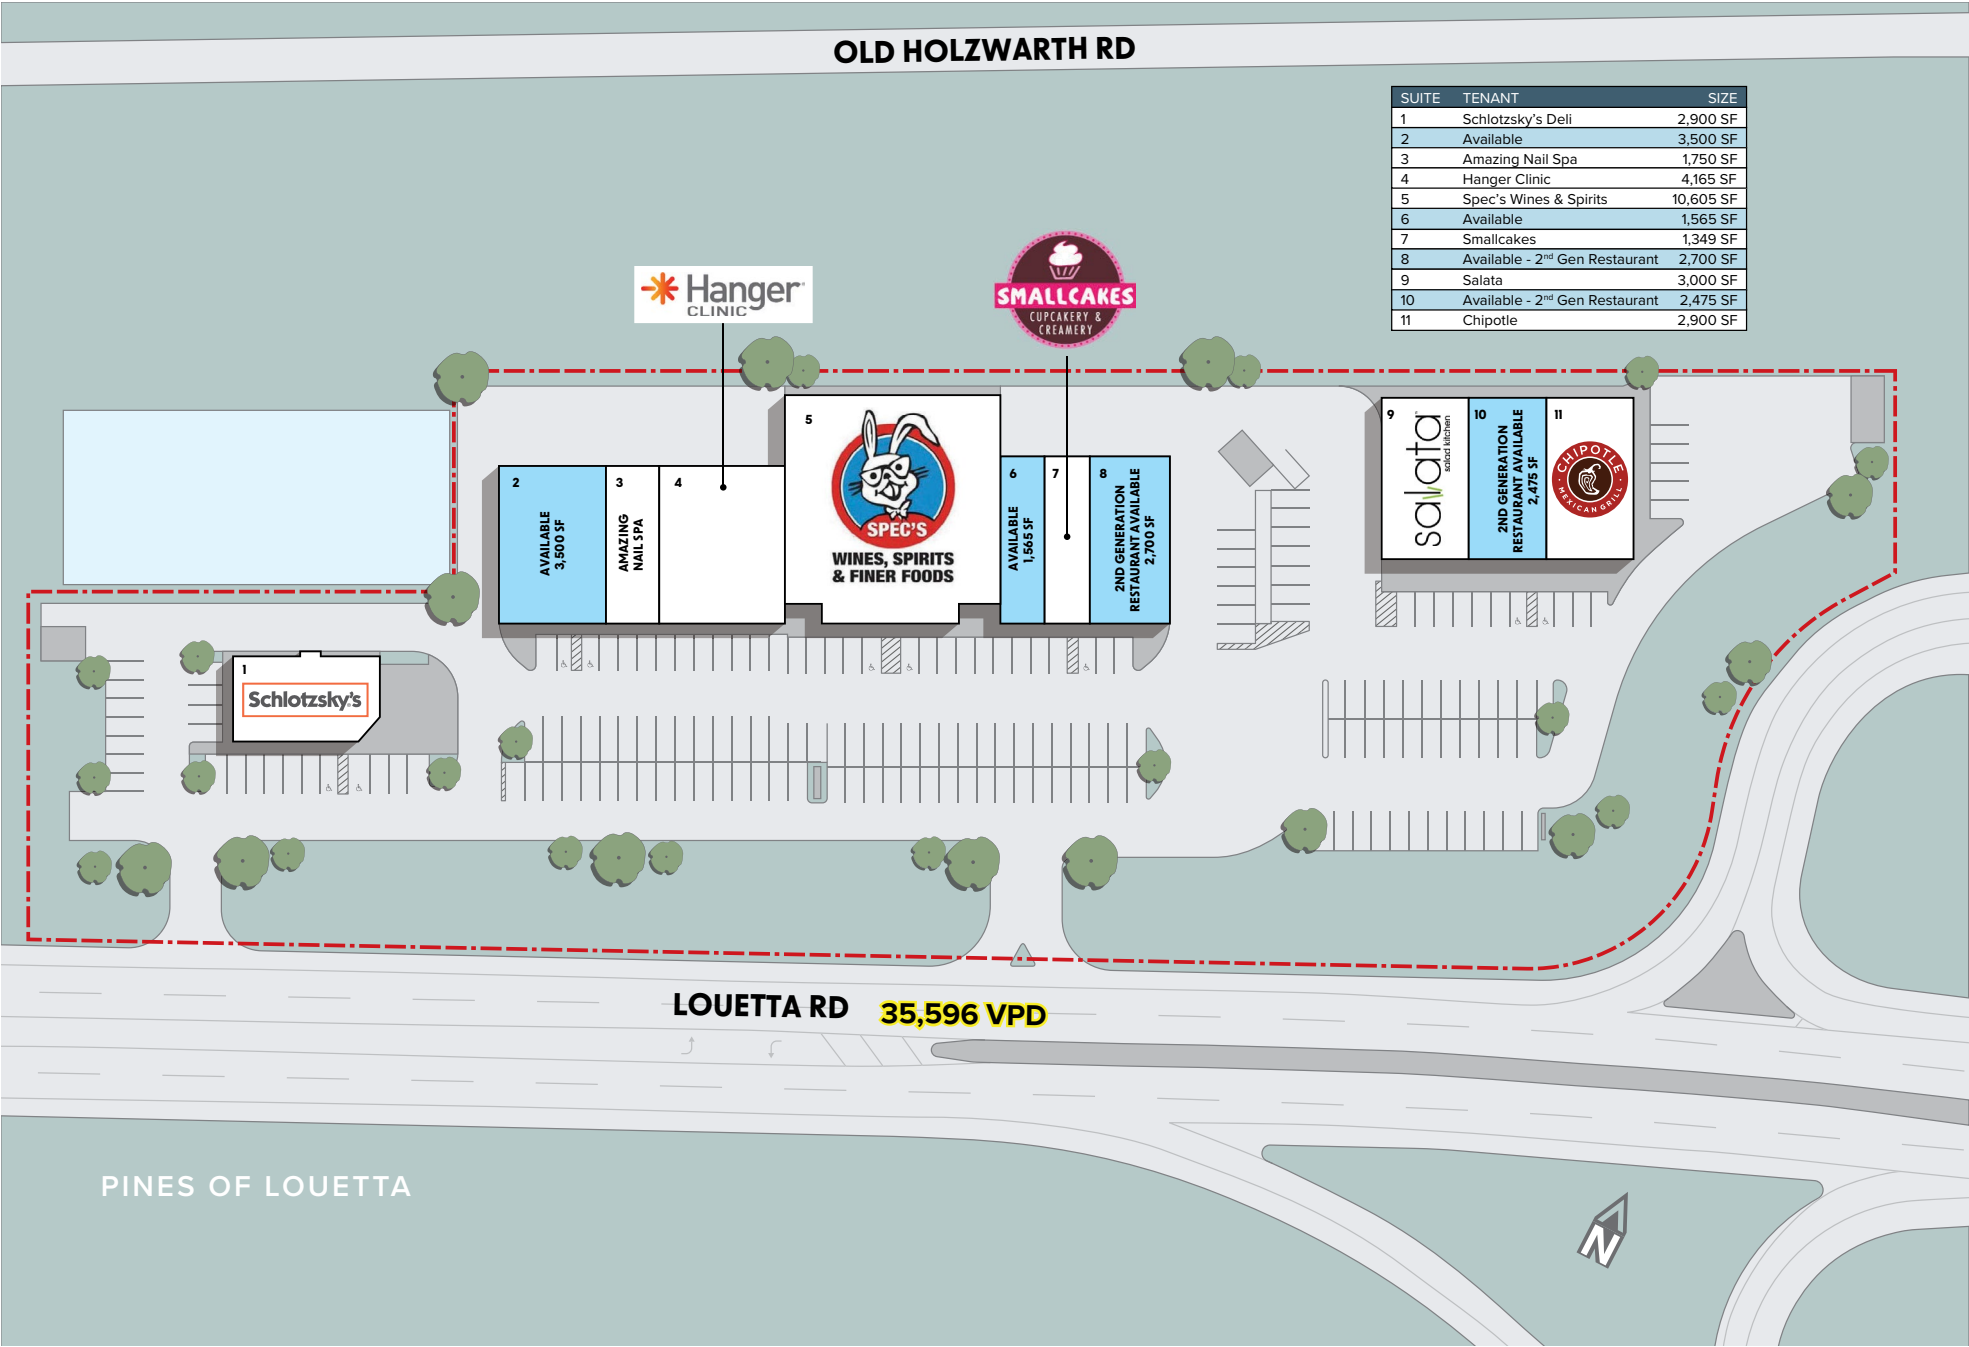 OLD HOLZWARTH RD
SUITE TENANT SIZE
1 Schlotzsky's Deli 2,900 SF
2 Available 3,500 SF
3 Amazing Nail Spa 1,750 SF
4 Hanger Clinic 4,165 SF
5 Spec's Wines & Spirits 10,605 SF
6 Available 1,565 SF
7 Smallcakes 1,349 SF
8 Available - 2nd Gen Restaurant 2,700 SF
9 Salata 3,000 SF
10 Available - 2nd Gen Restaurant 2,475 SF
11 Chipotle 2,900 SF
Hanger
CLINIC
SMALLCAKES
CUPCAKERY &
CREAMERY
2
AVAILABLE
3,500 SF
3
AMAZING
NAIL SPA
4
5
SPEC'S
WINES, SPIRITS
& FINER FOODS
6
AVAILABLE
1,565 SF
7
8
2ND GENERATION
RESTAURANT AVAILABLE
2,700 SF
9
salata
salad kitchen
10
2ND GENERATION
RESTAURANT AVAILABLE
2,475 SF
11
CHIPOTLE
MEXICAN GRILL
1
Schlotzsky's
LOUETTA RD 35,596 VPD
PINES OF LOUETTA
N